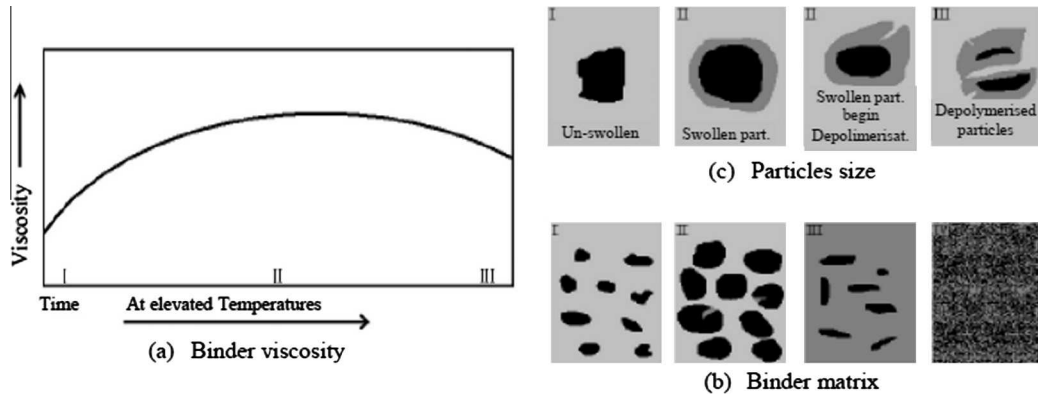 Viscosity
I
II
III
Time
At elevated Temperatures
(a) Binder viscosity
I
II
II
III
Un-swollen
Swollen part.
Swollen part.
begin
Depolimerisat.
Depolymerised
particles
(c) Particles size
I
II
III
(b) Binder matrix